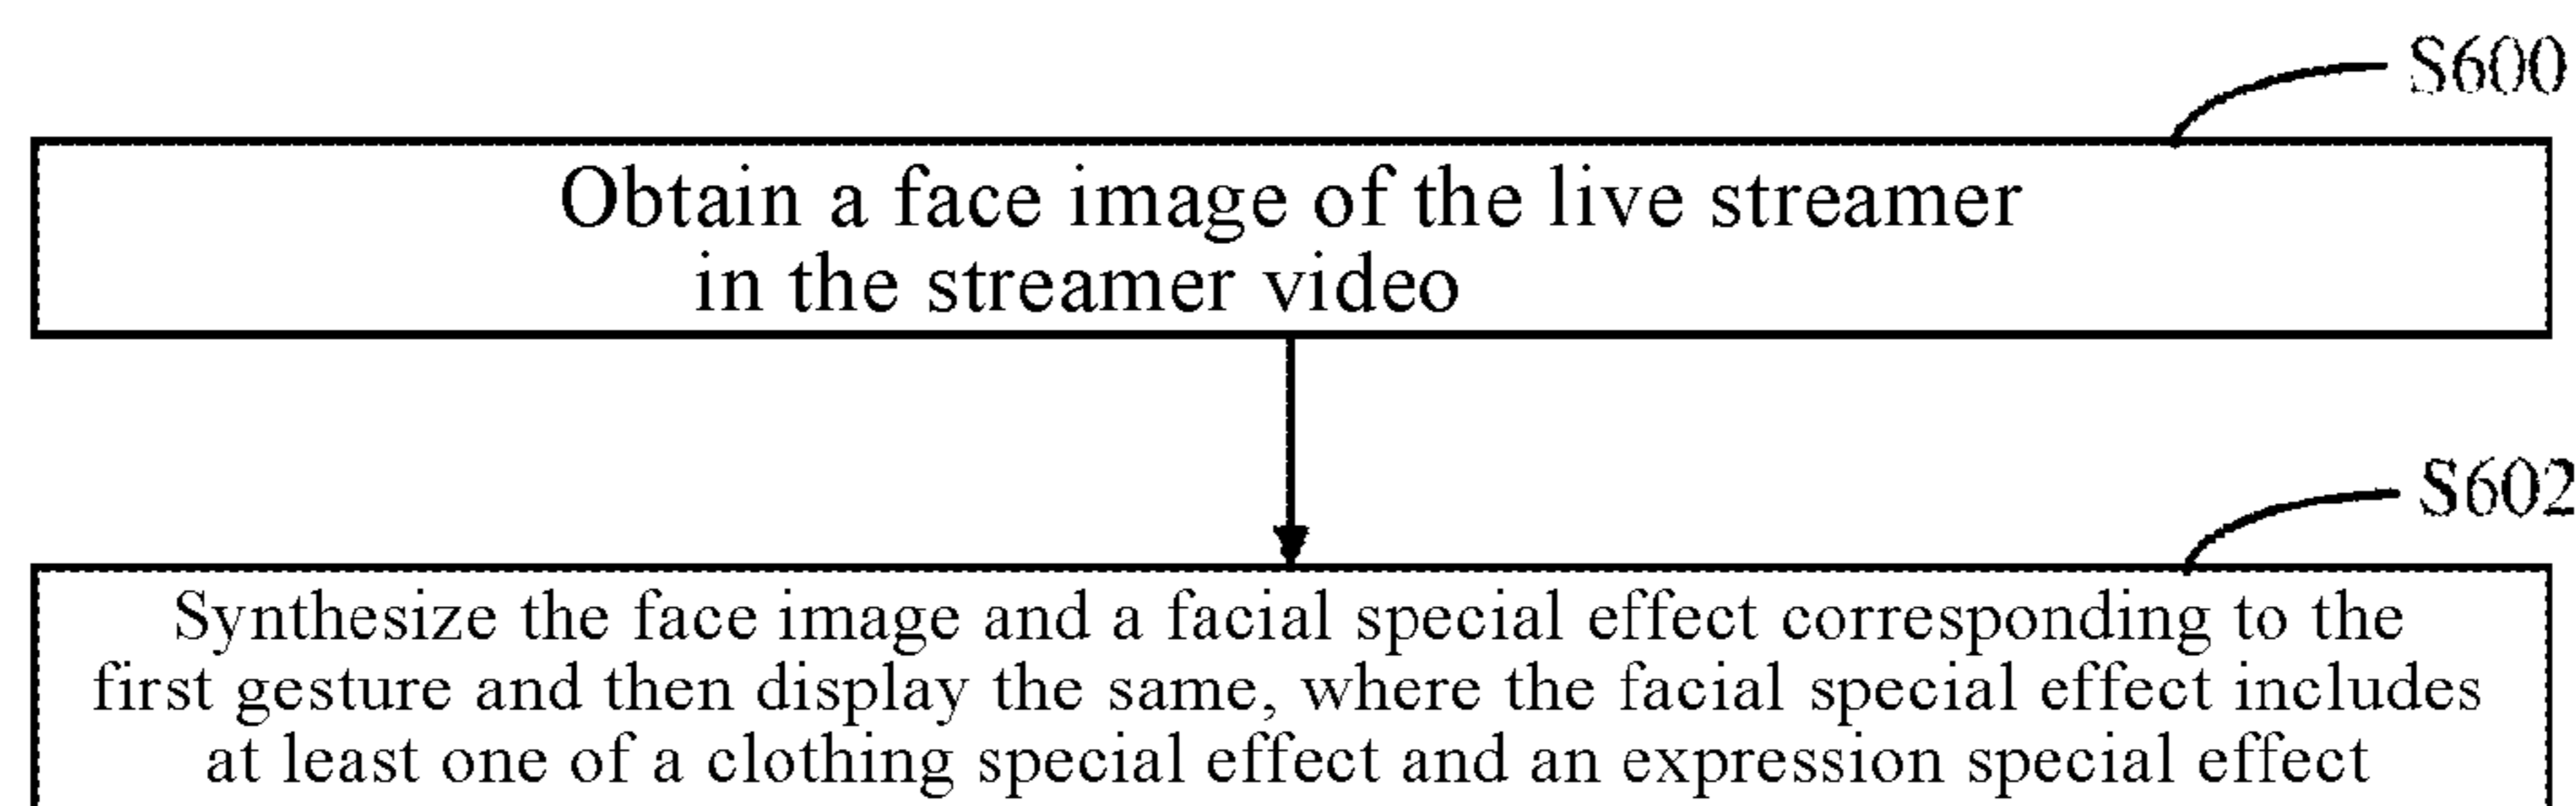 S600
Obtain a face image of the live streamer
in the streamer video
S602
Synthesize the face image and a facial special effect corresponding to the
first gesture and then display the same, where the facial special effect includes
at least one of a clothing special effect and an expression special effect